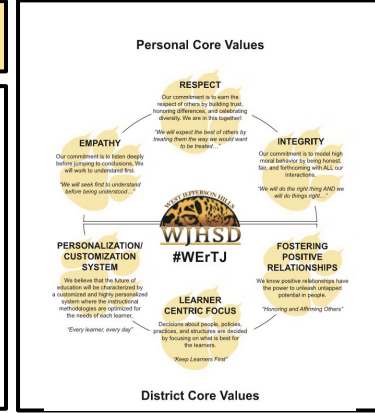 Personal Core Values
RESPECT
Our commitment is to earn the
respect of others by building trust,
honoring differences, and celebrating
diversity. We are in this together!
"We will expect the best of others by
treating them the way we would want
to be treated..."
EMPATHY
Our commitment is to listen deeply
before jumping to conclusions. We
will work to understand first.
"We will seek first to understand
before being understood..."
INTEGRITY
Our commitment is to model high
moral behavior by being honest,
fair, and forthcoming with ALL our
interactions.
"We will do the right thing AND we
will do things right..."
WEST JEFFERSON HILLS
WJHSD
#WErTJ
PERSONALIZATION/
CUSTOMIZATION
SYSTEM
We believe that the future of
education will be characterized by
a customized and highly personalized
system where the instructional
methodologies are optimized for
the needs of each learner.
"Every learner, every day"
FOSTERING
POSITIVE
RELATIONSHIPS
We know positive relationships have
the power to unleash untapped
potential in people.
"Honoring and Affirming Others"
LEARNER
CENTRIC FOCUS
Decisions about people, policies,
practices, and structures are decided
by focusing on what is best for
the learners.
"Keep Learners First"
District Core Values